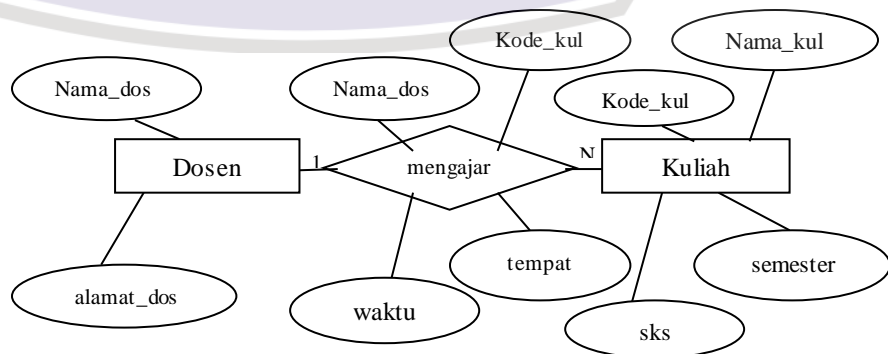 Kode_kul
Nama_kul
Nama_dos
Nama_dos
Kode_kul
Dosen
1
mengajar
N
Kuliah
tempat
semester
alamat_dos
waktu
sks